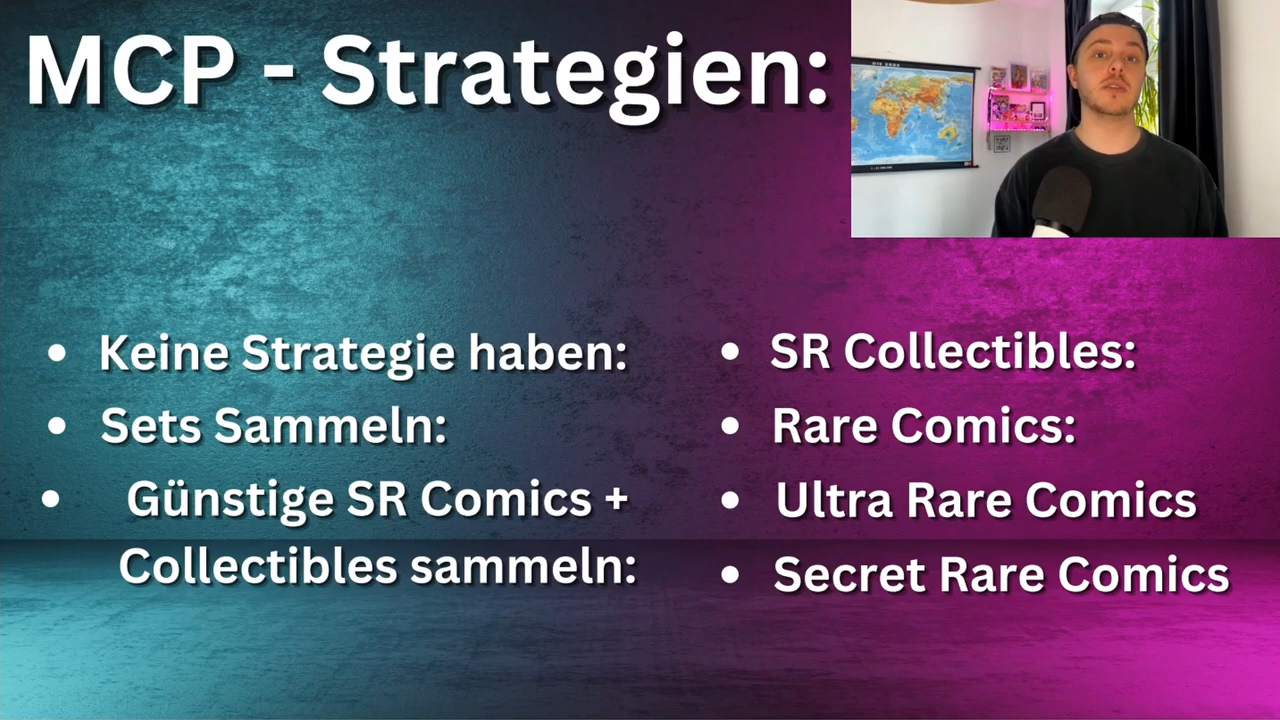 MCP - Strategien:
Keine Strategie haben:
Sets Sammeln:
Günstige SR Comics +
Collectibles sammeln:
SR Collectibles:
Rare Comics:
Ultra Rare Comics
Secret Rare Comics